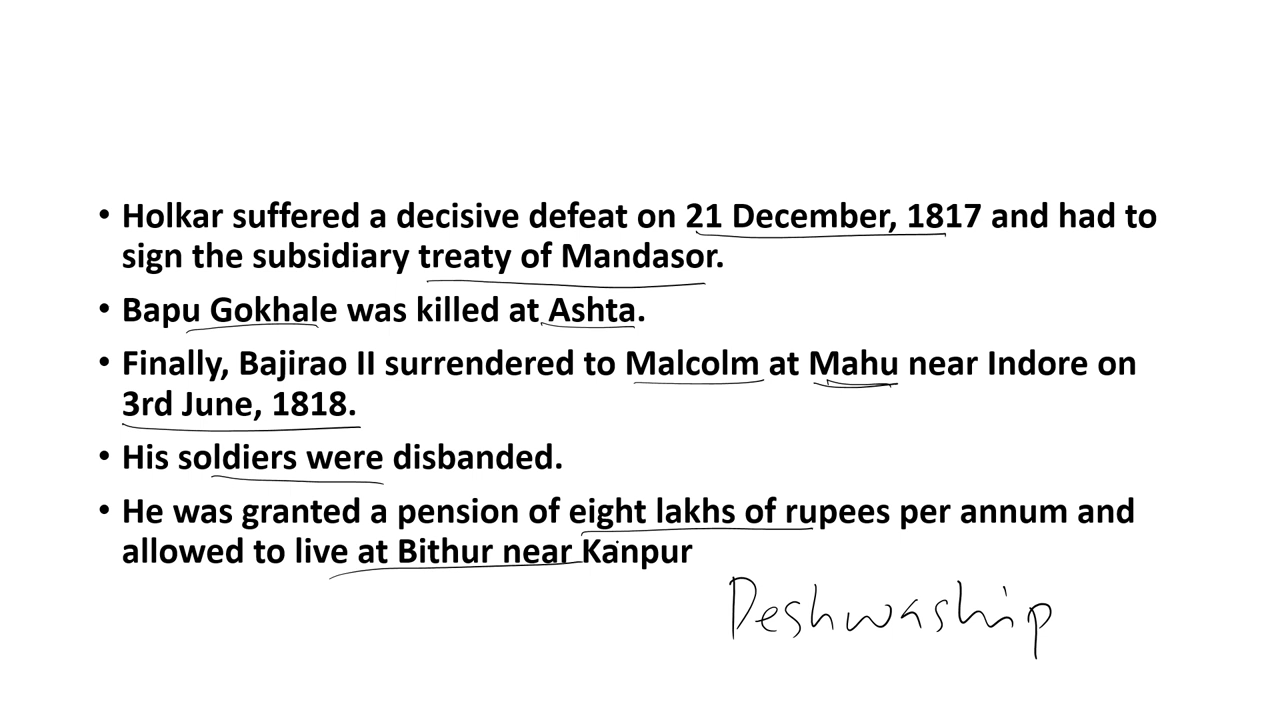 • Holkar suffered a decisive defeat on 21 December, 1817 and had to
sign the subsidiary treaty of Mandasor.
• Bapu Gokhale was killed at Ashta.
• Finally, Bajirao II surrendered to Malcolm at Mahu near Indore on
3rd June, 1818.
• His soldiers were disbanded.
• He was granted a pension of eight lakhs of rupees per annum and
allowed to live at Bithur near Kanpur
Peshwaship